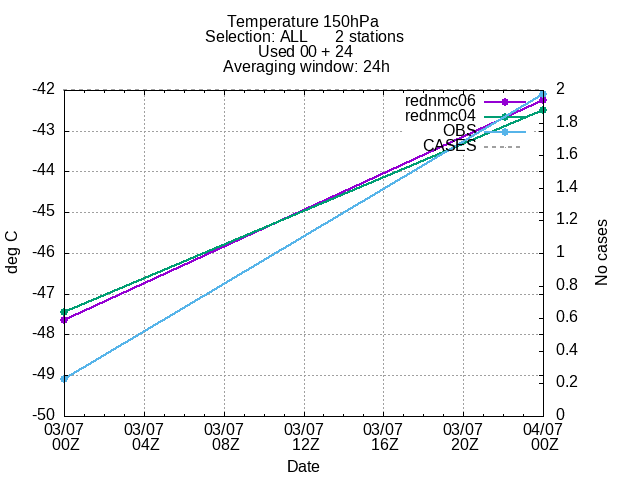 Temperature 150hPa
Selection: ALL 2 stations
Used 00 + 24
Averaging window: 24h
-42
-43
-44
-45
-46
-47
-48
-49
-50
deg C
rednmc06
rednmc04
OBS
CASES
2
1.8
1.6
1.4
1.2
1
0.8
0.6
0.4
0.2
0
No cases
03/07 03/07 03/07 03/07 03/07 03/07 04/07
00Z 04Z 08Z 12Z 16Z 20Z 00Z
Date